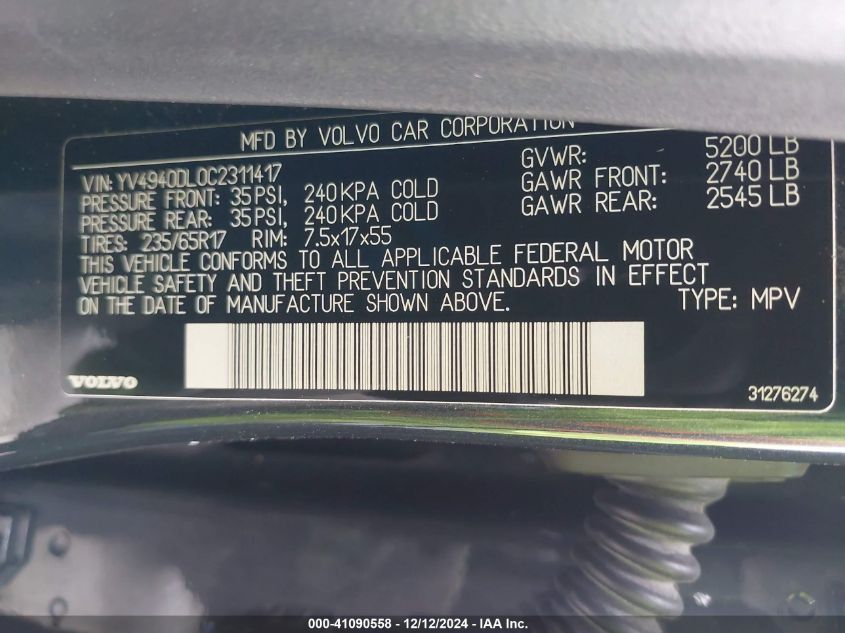 MFD BY VOLVO CAR CORPORATION
VIN: YV4940DL0C2311417
PRESSURE FRONT: 35PSI, 240KPA COLD
PRESSURE REAR: 35PSI, 240KPA COLD
TIRES: 235/65R17 RIM: 7.5x17x55
GVWR: 5200 LB
GAWR FRONT: 2740 LB
GAWR REAR: 2545 LB
THIS VEHICLE CONFORMS TO ALL APPLICABLE FEDERAL MOTOR
VEHICLE SAFETY AND THEFT PREVENTION STANDARDS IN EFFECT
ON THE DATE OF MANUFACTURE SHOWN ABOVE.
TYPE: MPV
VOLVO
31276274
000-41090558 - 12/12/2024 - IAA Inc.